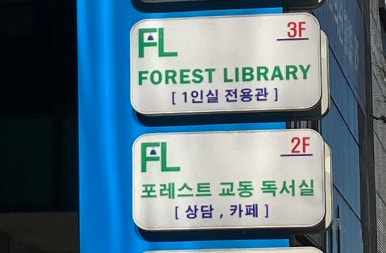 FL 3F
FOREST LIBRARY
[ 1인실 전용관 ]
FL 2F
포레스트 교동 독서실
[ 상담 , 카페 ]